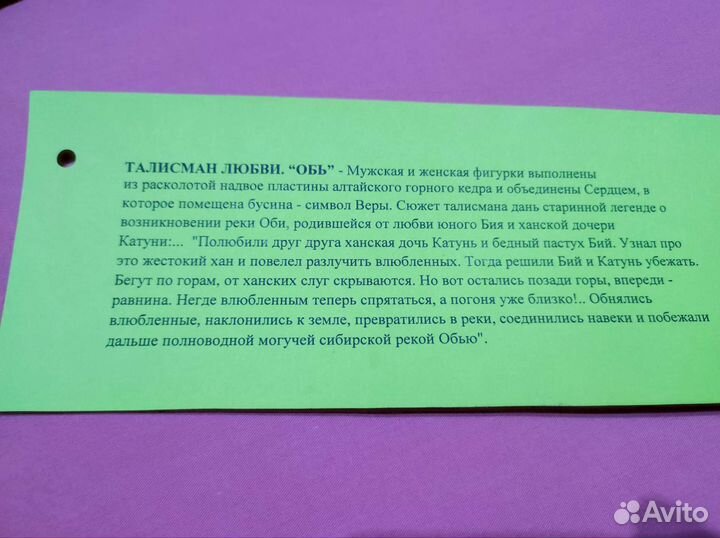 ТАЛИСМАН ЛЮБВИ. “ОБЬ” - Мужская и женская фигурки выполнены
из расколотой надвое пластины алтайского горного кедра и объединены Сердцем, в
которое помещена бусина - символ Веры. Сюжет талисмана дань старинной легенде о
возникновении реки Оби, родившейся от любви юного Бия и ханской дочери
Катуни:... "Полюбили друг друга ханская дочь Катунь и бедный пастух Бий. Узнал про
это жестокий хан и повелел разлучить влюбленных. Тогда решили Бий и Катунь убежать.
Бегут по горам, от ханских слуг скрываются. Но вот остались позади горы, впереди -
равнина. Негде влюбленным теперь спрятаться, а погоня уже близко!.. Обнялись
влюбленные, наклонились к земле, превратились в реки, соединились навеки и побежали
дальше полноводной могучей сибирской рекой Обью".
Avito